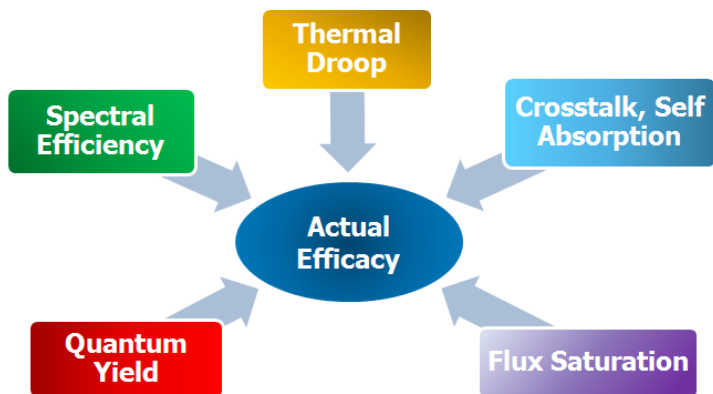 Thermal
Droop
Spectral
Efficiency
Crosstalk, Self
Absorption
Actual
Efficacy
Quantum
Yield
Flux Saturation